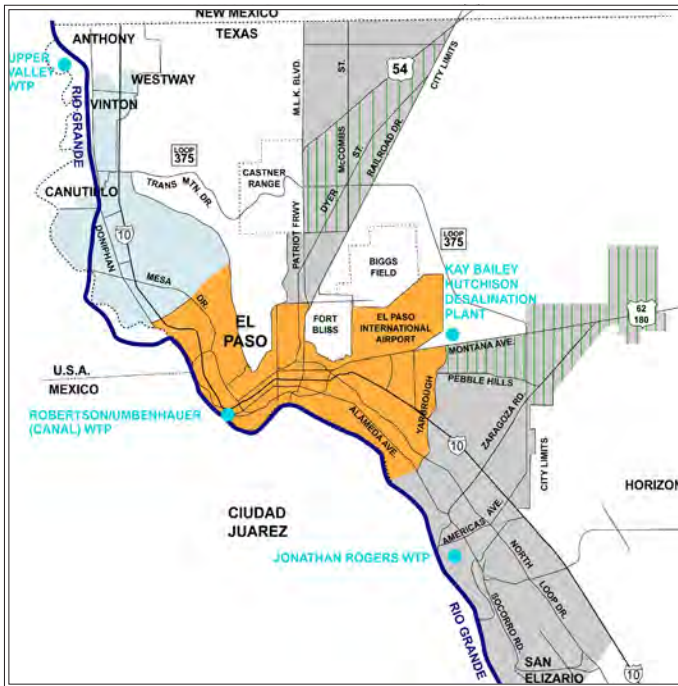 NEW MEXICO
TEXAS
ANTHONY
UPPER
VALLEY
WTP
WESTWAY
VINTON
RIO GRANDE
M.L.K. BLVD.
ST.
54
CITY LIMITS
McCOMBS
ST.
DYER
RAILROAD DR.
LOOP
375
CASTNER
RANGE
TRANS MTN. DR.
CANUTILLO
10
DONIPHAN
PATRIOT FRWY
LOOP
375
BIGGS
FIELD
KAY BAILEY
HUTCHISON
DESALINATION
PLANT
MESA
DR.
EL
PASO
FORT
BLISS
EL PASO
INTERNATIONAL
AIRPORT
62
180
MONTANA AVE.
PEBBLE HILLS
U.S.A.
MEXICO
YARBROUGH
ZARAGOZA RD.
ROBERTSON/UMBENHAUER
(CANAL) WTP
ALAMEDA AVE.
10
CITY LIMITS
HORIZON
CIUDAD
JUAREZ
AMERICAS AVE.
JONATHAN ROGERS WTP
NORTH
LOOP DR.
SOCORRO RD.
RIO GRANDE
SAN
ELIZARIO
10